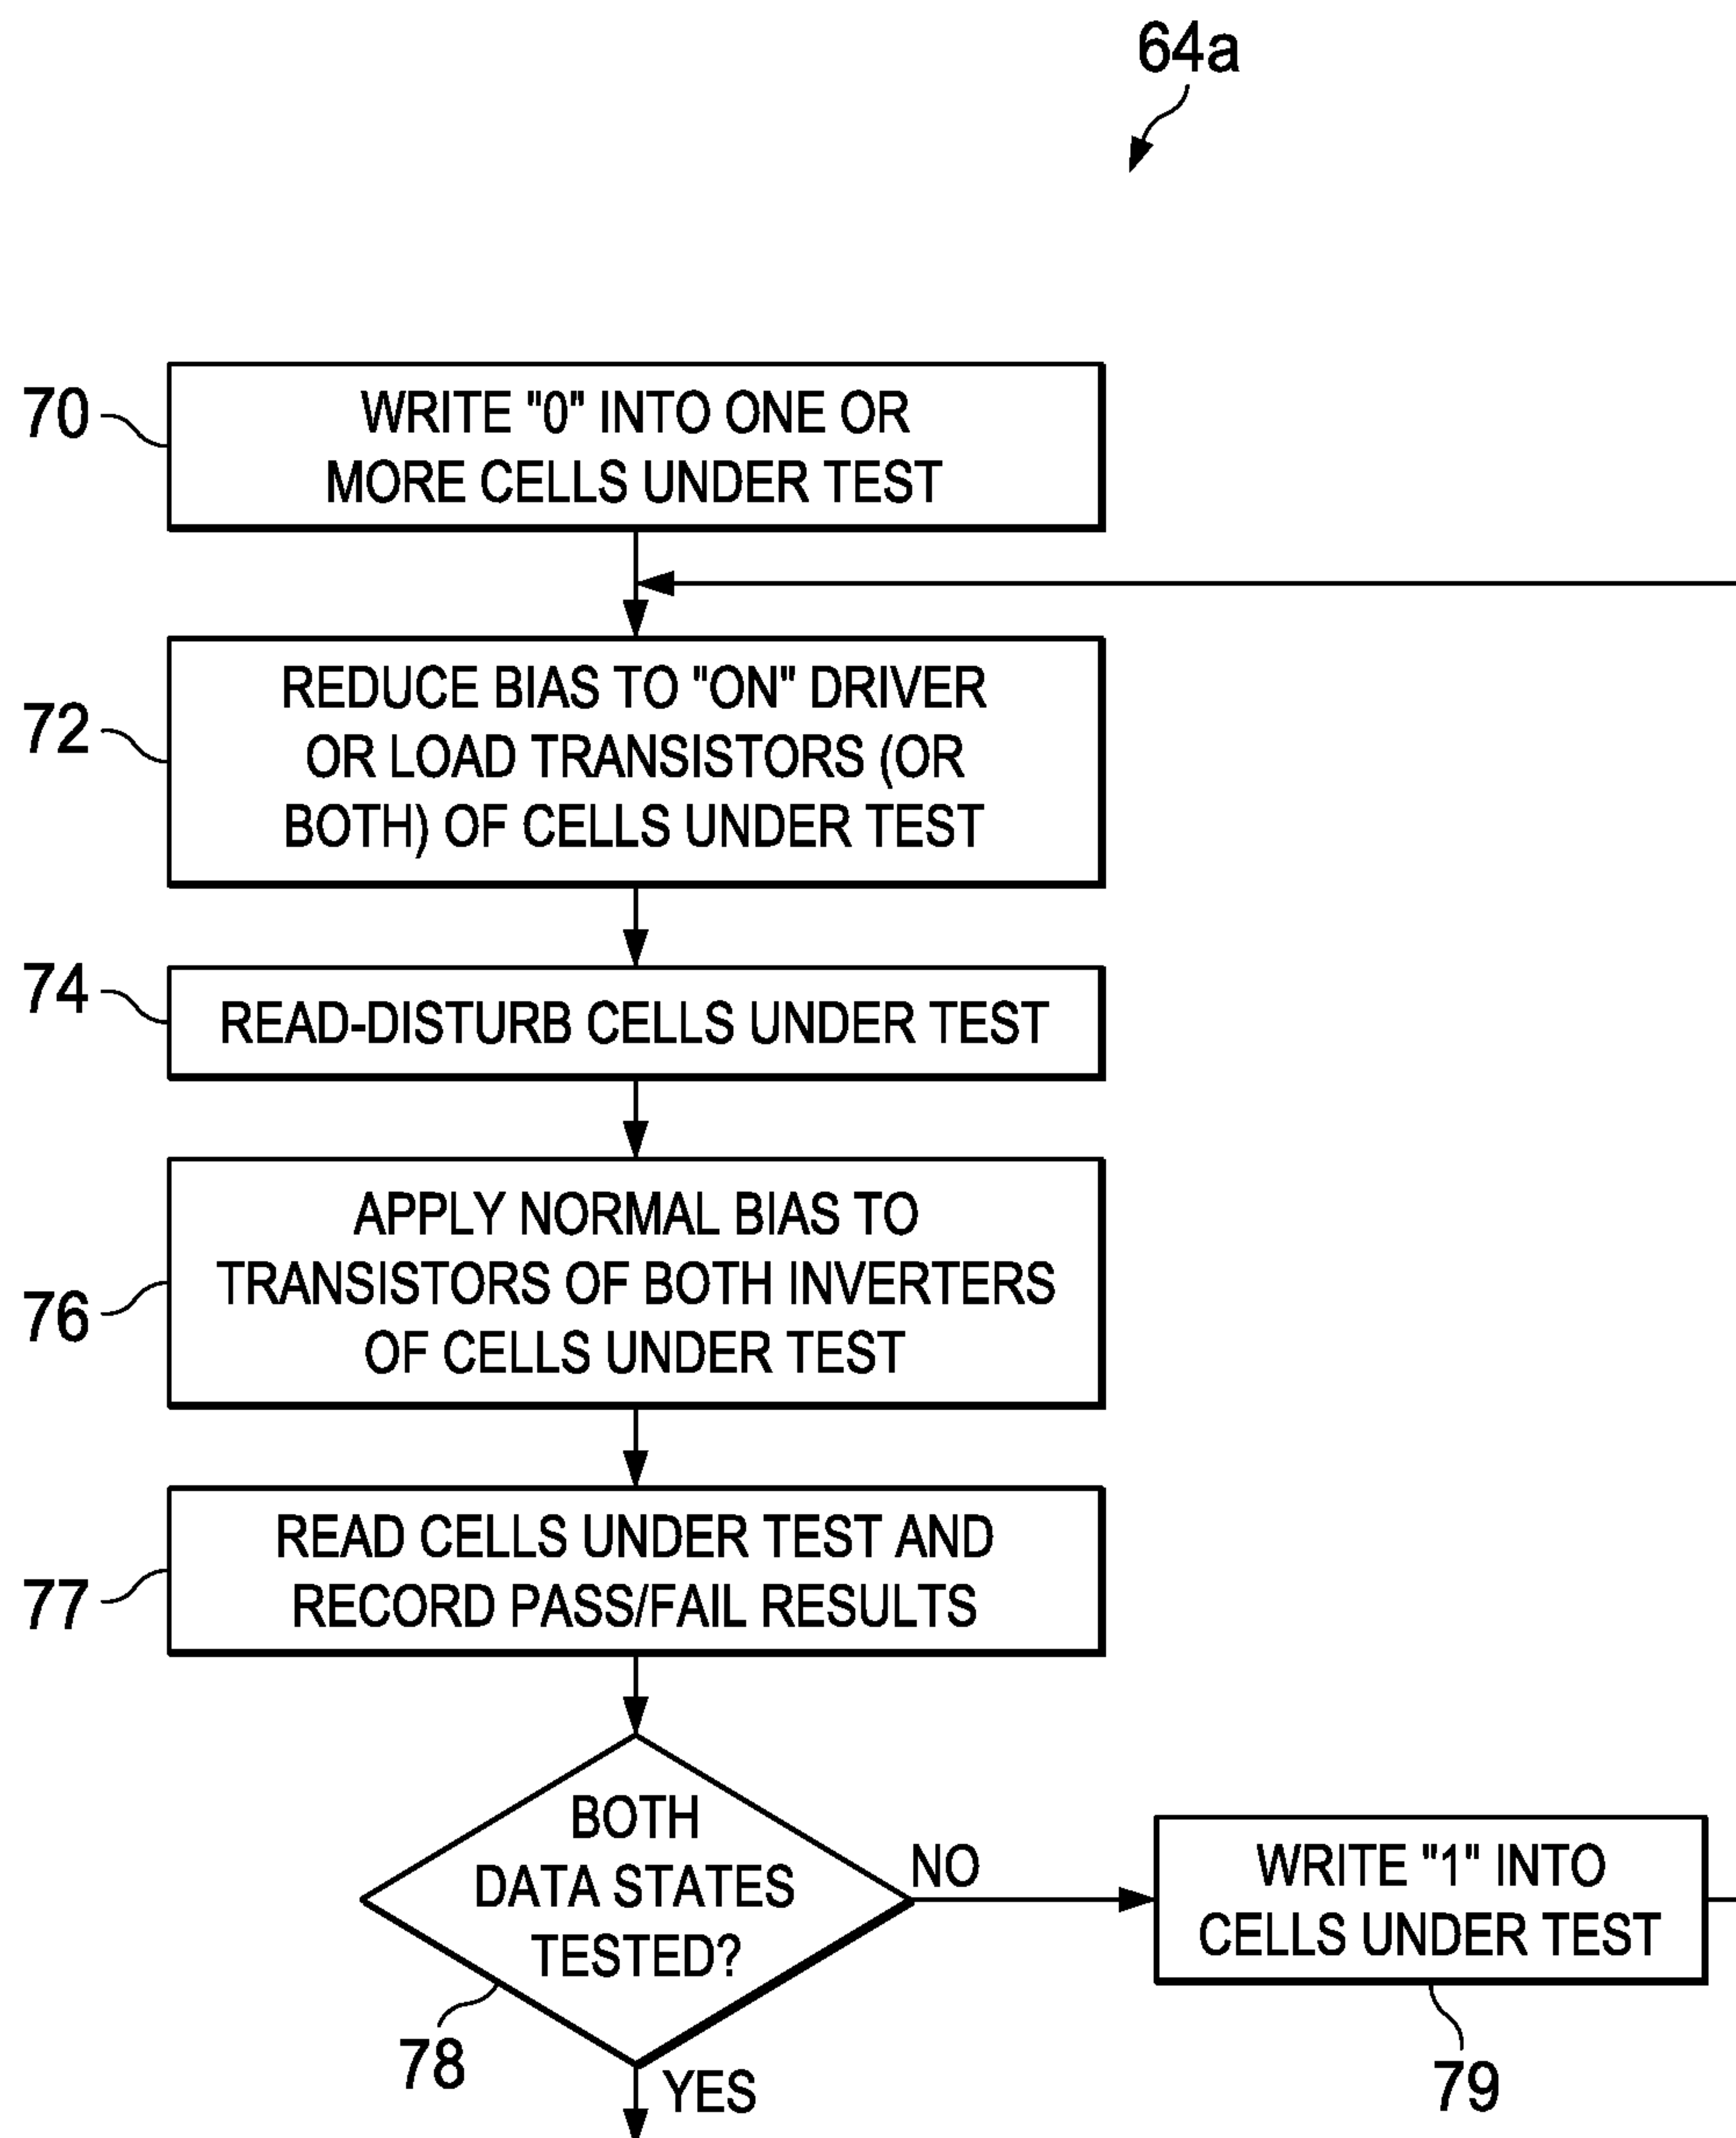 64a
70
WRITE "0" INTO ONE OR
MORE CELLS UNDER TEST
72
REDUCE BIAS TO "ON" DRIVER
OR LOAD TRANSISTORS (OR
BOTH) OF CELLS UNDER TEST
74
READ-DISTURB CELLS UNDER TEST
76
APPLY NORMAL BIAS TO
TRANSISTORS OF BOTH INVERTERS
OF CELLS UNDER TEST
77
READ CELLS UNDER TEST AND
RECORD PASS/FAIL RESULTS
BOTH
DATA STATES
TESTED?
78
NO
WRITE "1" INTO
CELLS UNDER TEST
79
YES